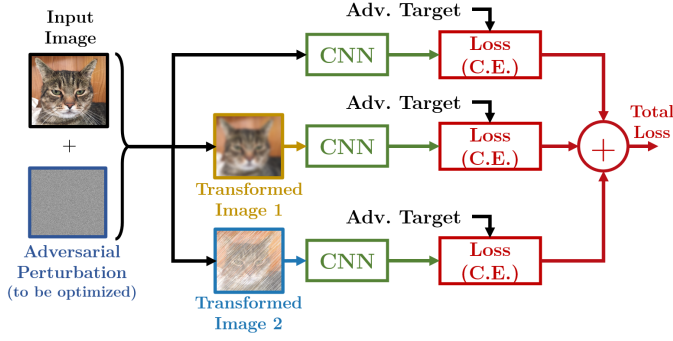 Input
Image
+
Adversarial
Perturbation
(to be optimized)
Adv. Target
CNN
Loss
(C.E.)
Adv. Target
Transformed
Image 1
CNN
Loss
(C.E.)
Adv. Target
Transformed
Image 2
CNN
Loss
(C.E.)
+
Total
Loss